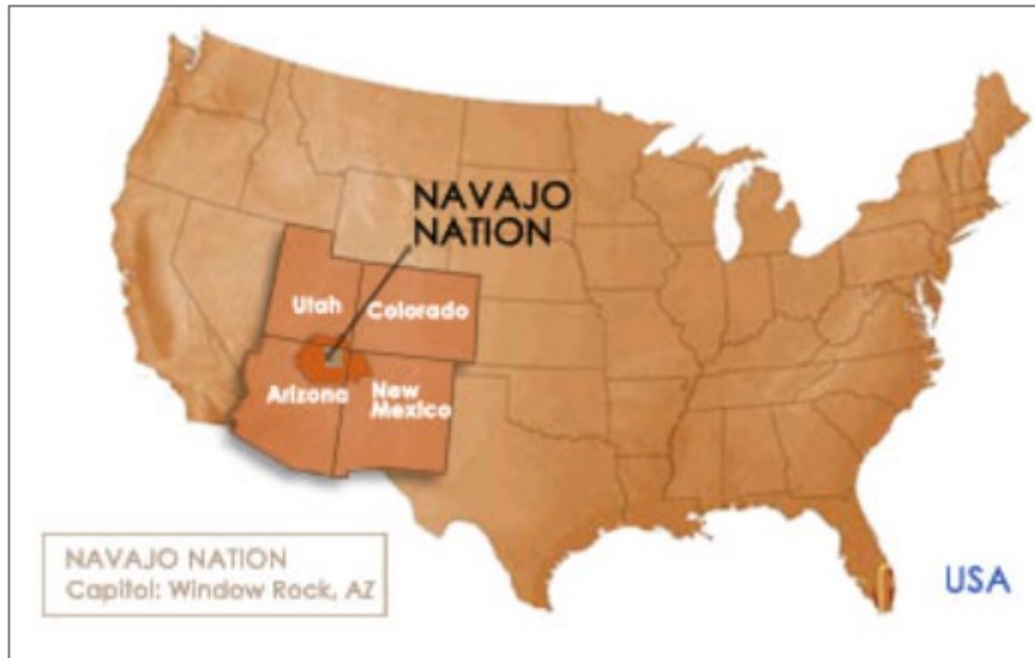 NAVAJO
NATION
Utah
Colorado
Arizona
New
Mexico
NAVAJO NATION
Capitol: Window Rock, AZ
USA